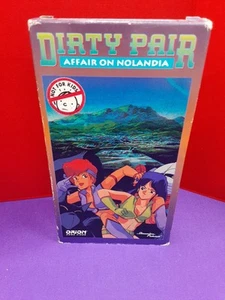 DIRTY PAIR
AFFAIR ON NOLANDIA
NOT FOR KIDS
ORION